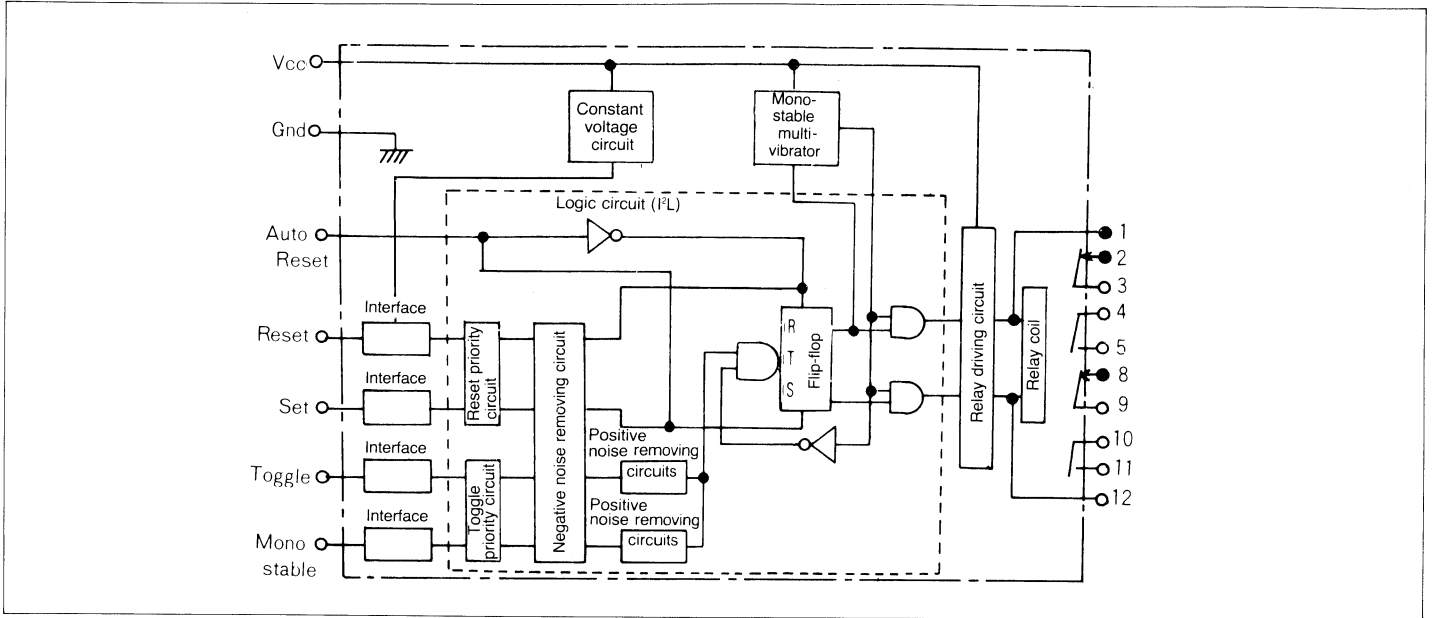 Vcc
Gnd
Constant
voltage
circuit
Mono-
stable
multi-
vibrator
Logic circuit (I²L)
Auto
Reset
Interface
Reset
Interface
Set
Interface
Toggle
Interface
Mono
stable
Reset priority
circuit
Toggle
priority circuit
Negative noise removing circuit
Positive
noise removing
circuits
Positive
noise removing
circuits
R
T
S
Flip-flop
Relay driving circuit
Relay coil
1
2
3
4
5
8
9
10
11
12